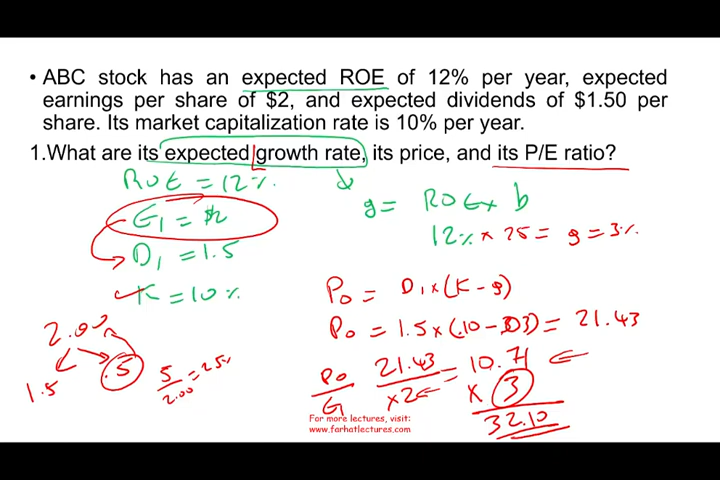 • ABC stock has an expected ROE of 12% per year, expected
earnings per share of $2, and expected dividends of $1.50 per
share. Its market capitalization rate is 10% per year.
1.What are its expected growth rate, its price, and its P/E ratio?
ROE = 12%
E1 = $2
D1 = 1.5
K = 10%
g = ROE x b
12% x 25 = g = 3%
P0 = D1 x (K - g)
P0 = 1.5 x (.10 - .03) = 21.43
2.00
1.5
.5
5/2.00 = 25%
P0/E 21.43/x2 = 10.71
x 3
32.10
For more lectures, visit:
www.farhatlectures.com